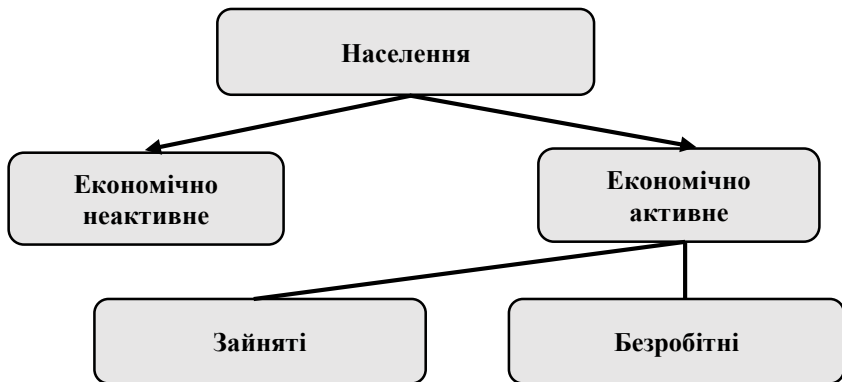 Населення
Економічно
неактивне
Економічно
активне
Зайняті
Безробітні